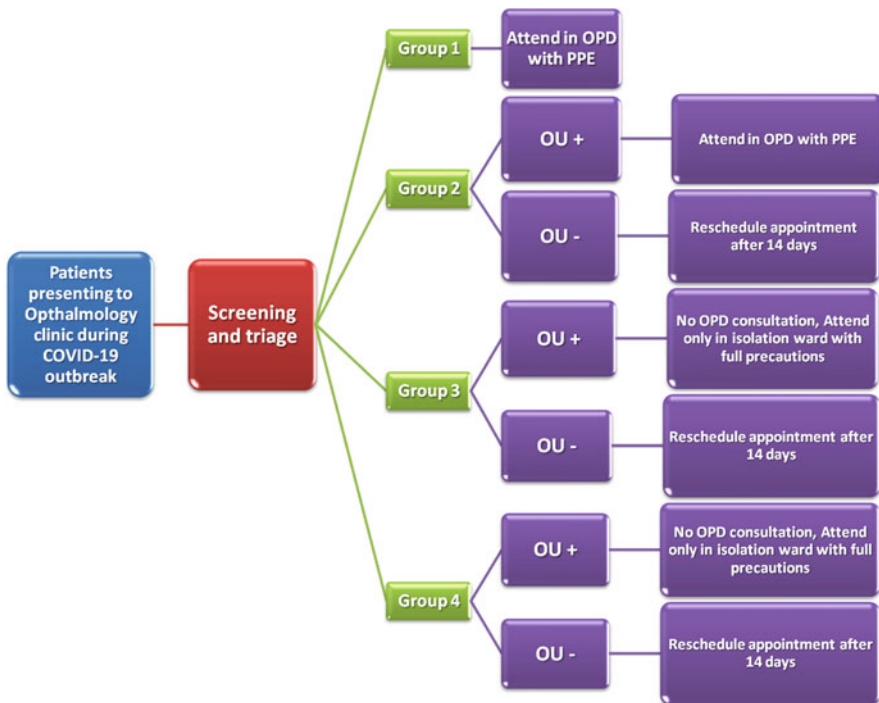 Patients
presenting to
Opthalmology
clinic during
COVID-19
outbreak
Screening
and triage
Group 1
Attend in OPD
with PPE
Group 2
OU +
Attend in OPD with PPE
OU -
Reschedule appointment
after 14 days
Group 3
OU +
No OPD consultation, Attend
only in isolation ward with
full precautions
OU -
Reschedule appointment after
14 days
Group 4
OU +
No OPD consultation, Attend
only in isolation ward with full
precautions
OU -
Reschedule appointment after
14 days